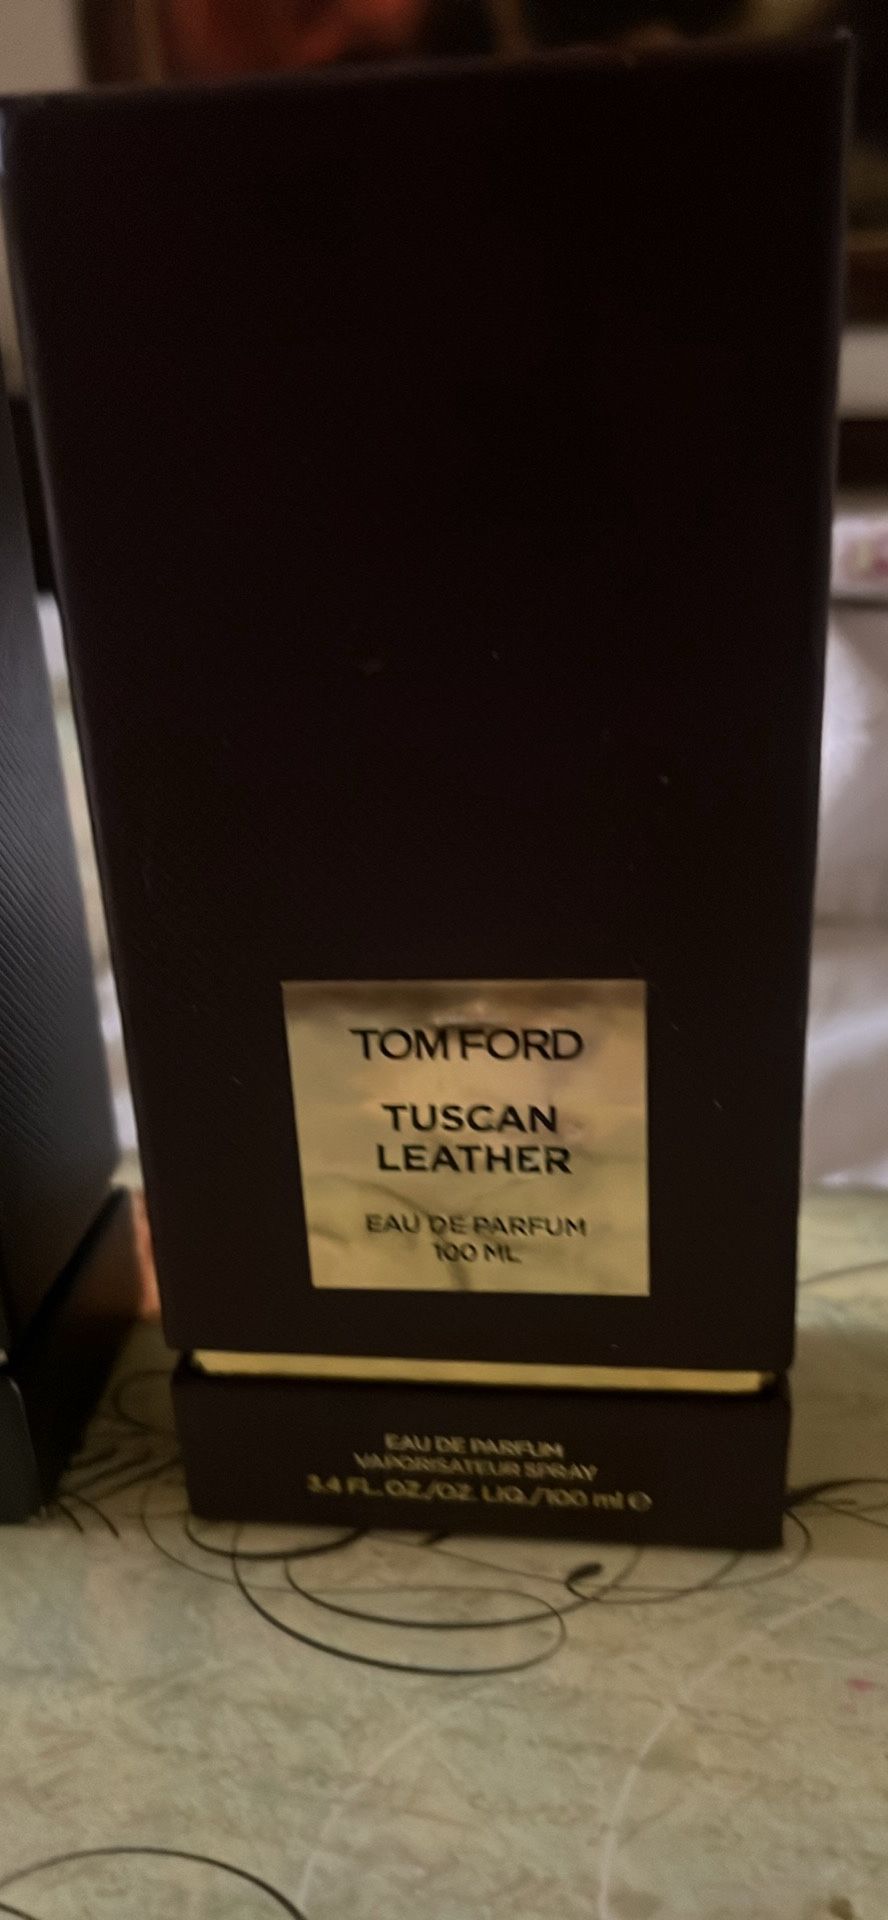 TOM FORD
TUSCAN
LEATHER
EAU DE PARFUM
100 ML
EAU DE PARFUM
VAPORISATEUR SPRAY
3.4 FL. OZ./OZ. LIQ./100 ml ℮